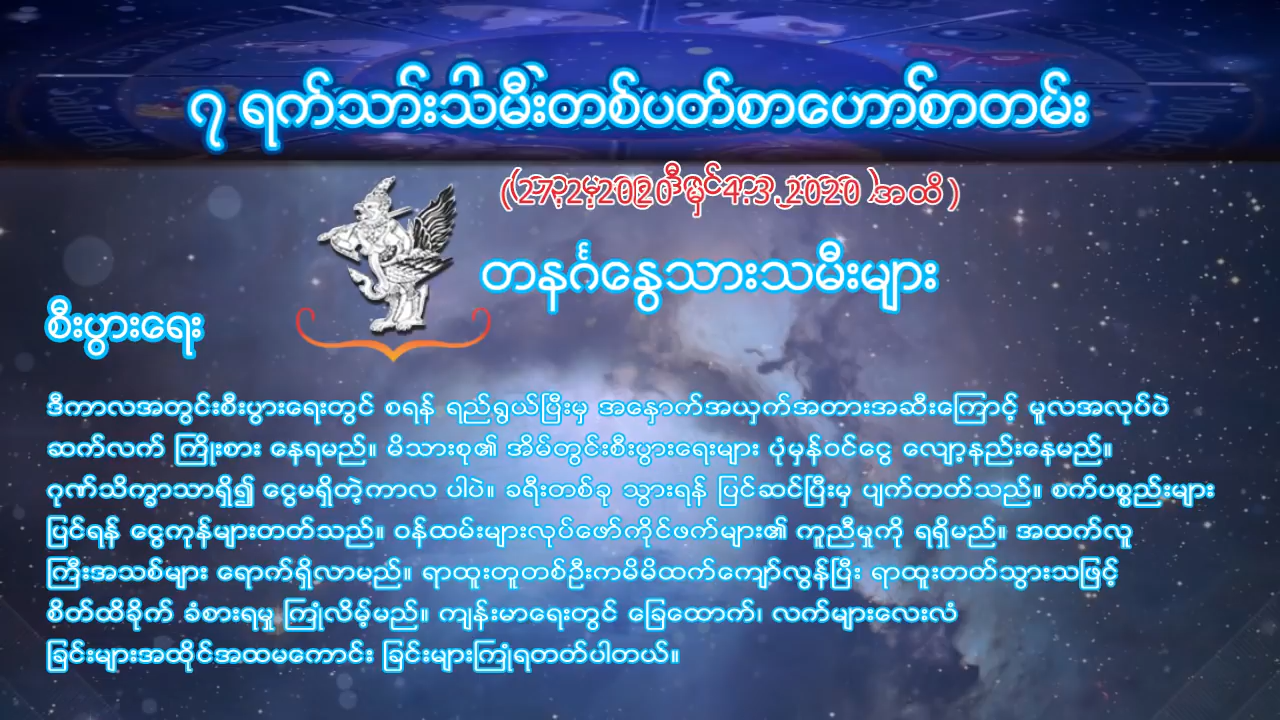 ၇ ရက်သားသမီးတစ်ပတ်စာဟောစာတမ်း
(27.2.2020 မှ 4.3.2020 အထိ)
တနင်္ဂနွေသားသမီးများ
စီးပွားရေး
ဒီကာလအတွင်းစီးပွားရေးတွင် စရန် ရည်ရွယ်ပြီးမှ အနှောက်အယှက်အတားအဆီးကြောင့် မူလအလုပ်ပဲ
ဆက်လက် ကြိုးစား နေရမည်။ မိသားစု၏ အိမ်တွင်းစီးပွားရေးများ ပုံမှန်ဝင်ငွေ လျော့နည်းနေမည်။
ဂုဏ်သိက္ခာသာရှိ၍ ငွေမရှိတဲ့ကာလ ပါပဲ။ ခရီးတစ်ခု သွားရန် ပြင်ဆင်ပြီးမှ ပျက်တတ်သည်။ စက်ပစ္စည်းများ
ပြင်ရန် ငွေကုန်များတတ်သည်။ ဝန်ထမ်းများလုပ်ဖော်ကိုင်ဖက်များ၏ ကူညီမှုကို ရရှိမည်။ အထက်လူ
ကြီးအသစ်များ ရောက်ရှိလာမည်။ ရာထူးတူတစ်ဦးကမိမိထက်ကျော်လွန်ပြီး ရာထူးတတ်သွားသဖြင့်
စိတ်ထိခိုက် ခံစားရမှု ကြုံလိမ့်မည်။ ကျန်းမာရေးတွင် ခြေထောက်၊ လက်များလေးလံ
ခြင်းများအထိုင်အထမကောင်း ခြင်းများကြုံရတတ်ပါတယ်။